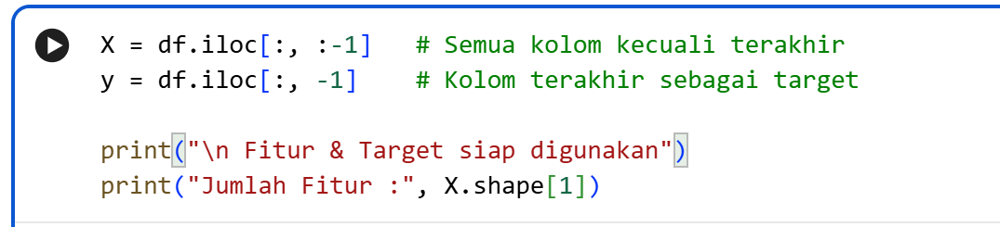 X = df.iloc[:, :-1]   # Semua kolom kecuali terakhir
y = df.iloc[:, -1]    # Kolom terakhir sebagai target
print("\n Fitur & Target siap digunakan")
print("Jumlah Fitur :", X.shape[1])